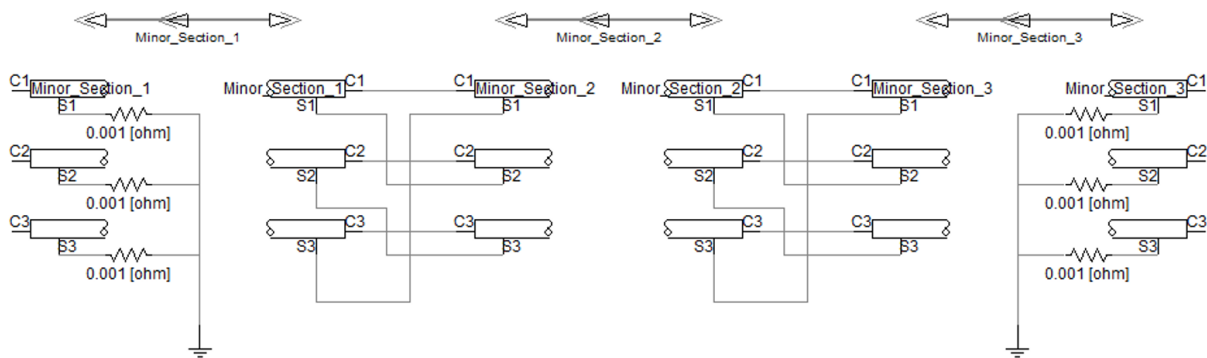 Minor_Section_1 Minor_Section_2 Minor_Section_3
C1 Minor_Section_1 Minor_Section_1 C1 C1 Minor_Section_2 Minor_Section_2 C1 C1 Minor_Section_3 Minor_Section_3 C1
S1 S1 S1 S1 S1 S1
0.001 [ohm] 0.001 [ohm]
C2 C2 C2 C2 C2 C2
S2 S2 S2 S2 S2 S2
0.001 [ohm] 0.001 [ohm]
C3 C3 C3 C3 C3 C3
S3 S3 S3 S3 S3 S3
0.001 [ohm] 0.001 [ohm]